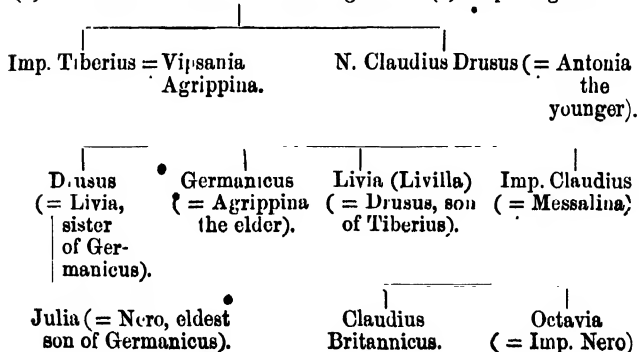 Imp. Tiberius = Vipsania Agrippina.
N. Claudius Drusus (= Antonia the younger).
Drusus (= Livia, sister of Germanicus).
Germanicus (= Agrippina the elder).
Livia (Livilla) (= Drusus, son of Tiberius).
Imp. Claudius (= Messalina)
Julia (= Nero, eldest son of Germanicus).
Claudius Britannicus.
Octavia (= Imp. Nero)